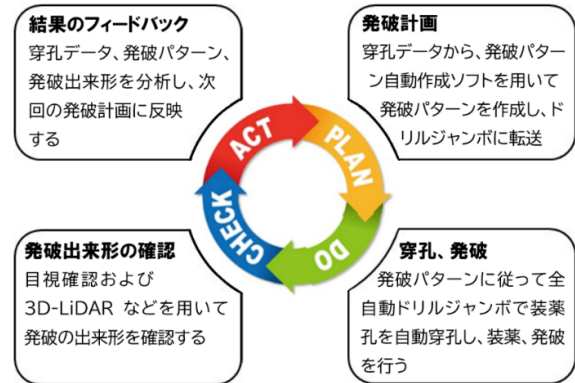 結果のフィードバック
穿孔データ、発破パターン、
発破出来形を分析し、次
回の発破計画に反映
する
発破計画
穿孔データから、発破パター
ン自動作成ソフトを用いて
発破パターンを作成し、ド
リルジャンボに転送
ACT
PLAN
CHECK
DO
発破出来形の確認
目視確認および
3D-LiDAR などを用いて
発破の出来形を確認する
穿孔、発破
発破パターンに従って全
自動ドリルジャンボで装薬
孔を自動穿孔し、装薬、発破
を行う